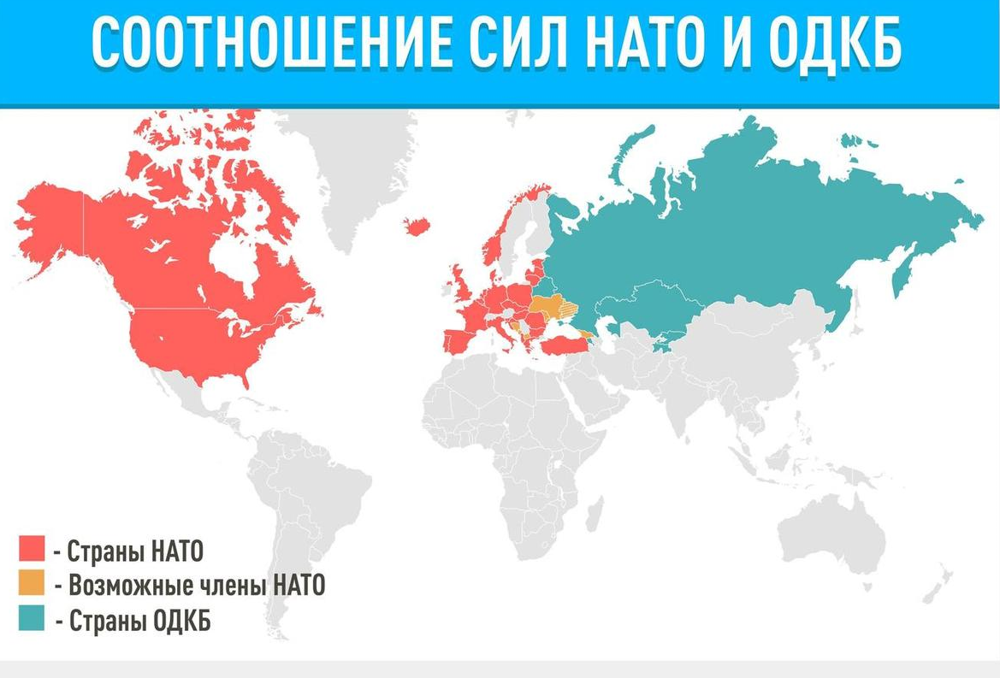 СООТНОШЕНИЕ СИЛ НАТО И ОДКБ
- Страны НАТО
- Возможные члены НАТО
- Страны ОДКБ